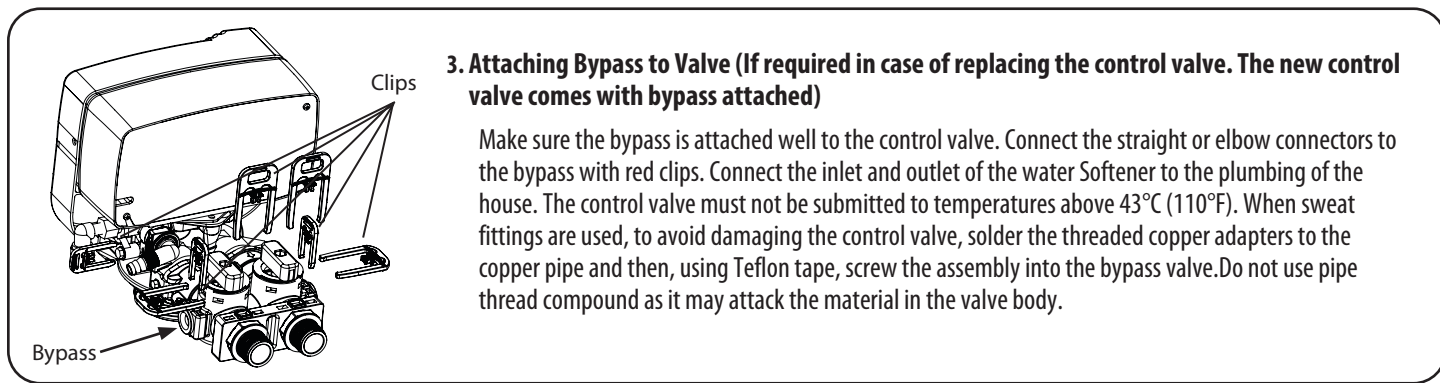 Clips
Bypass
3. Attaching Bypass to Valve (If required in case of replacing the control valve. The new control
valve comes with bypass attached)
Make sure the bypass is attached well to the control valve. Connect the straight or elbow connectors to
the bypass with red clips. Connect the inlet and outlet of the water Softener to the plumbing of the
house. The control valve must not be submitted to temperatures above 43°C (110°F). When sweat
fittings are used, to avoid damaging the control valve, solder the threaded copper adapters to the
copper pipe and then, using Teflon tape, screw the assembly into the bypass valve.Do not use pipe
thread compound as it may attack the material in the valve body.